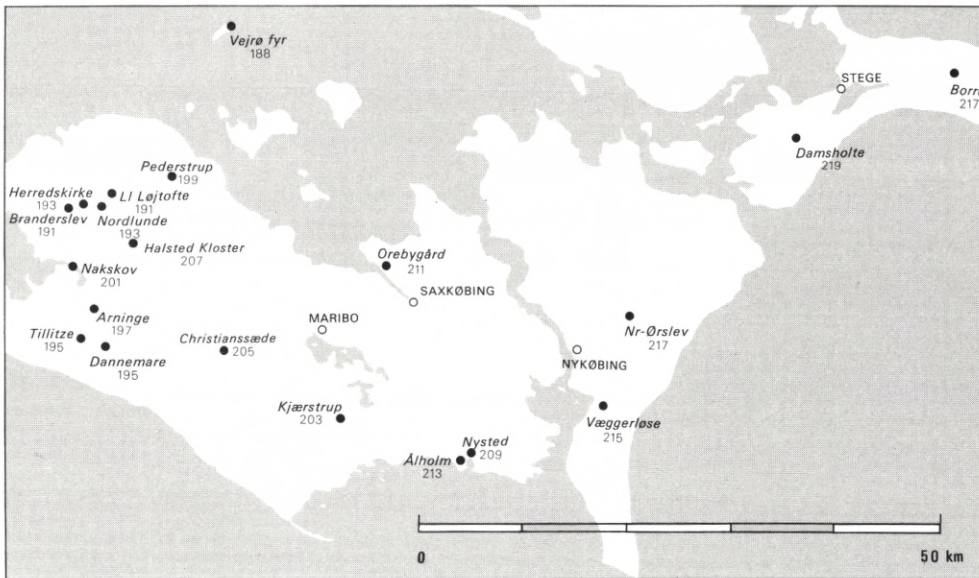 Vejrø fyr
188
STEGE
217
Damsholte
219
Pederstrup
199
Herredskirke
193
Ll Løjtofte
191
Branderslev
191
Nordlunde
193
Halsted Kloster
207
Nakskov
201
Orebygård
211
SAXKØBING
Arninge
197
MARIBO
Nr-Ørslev
217
Tillitze
195
Christianssæde
205
NYKØBING
Dannemare
195
Kjærstrup
203
Væggerløse
215
Nysted
209
Ålholm
213
0
50 km